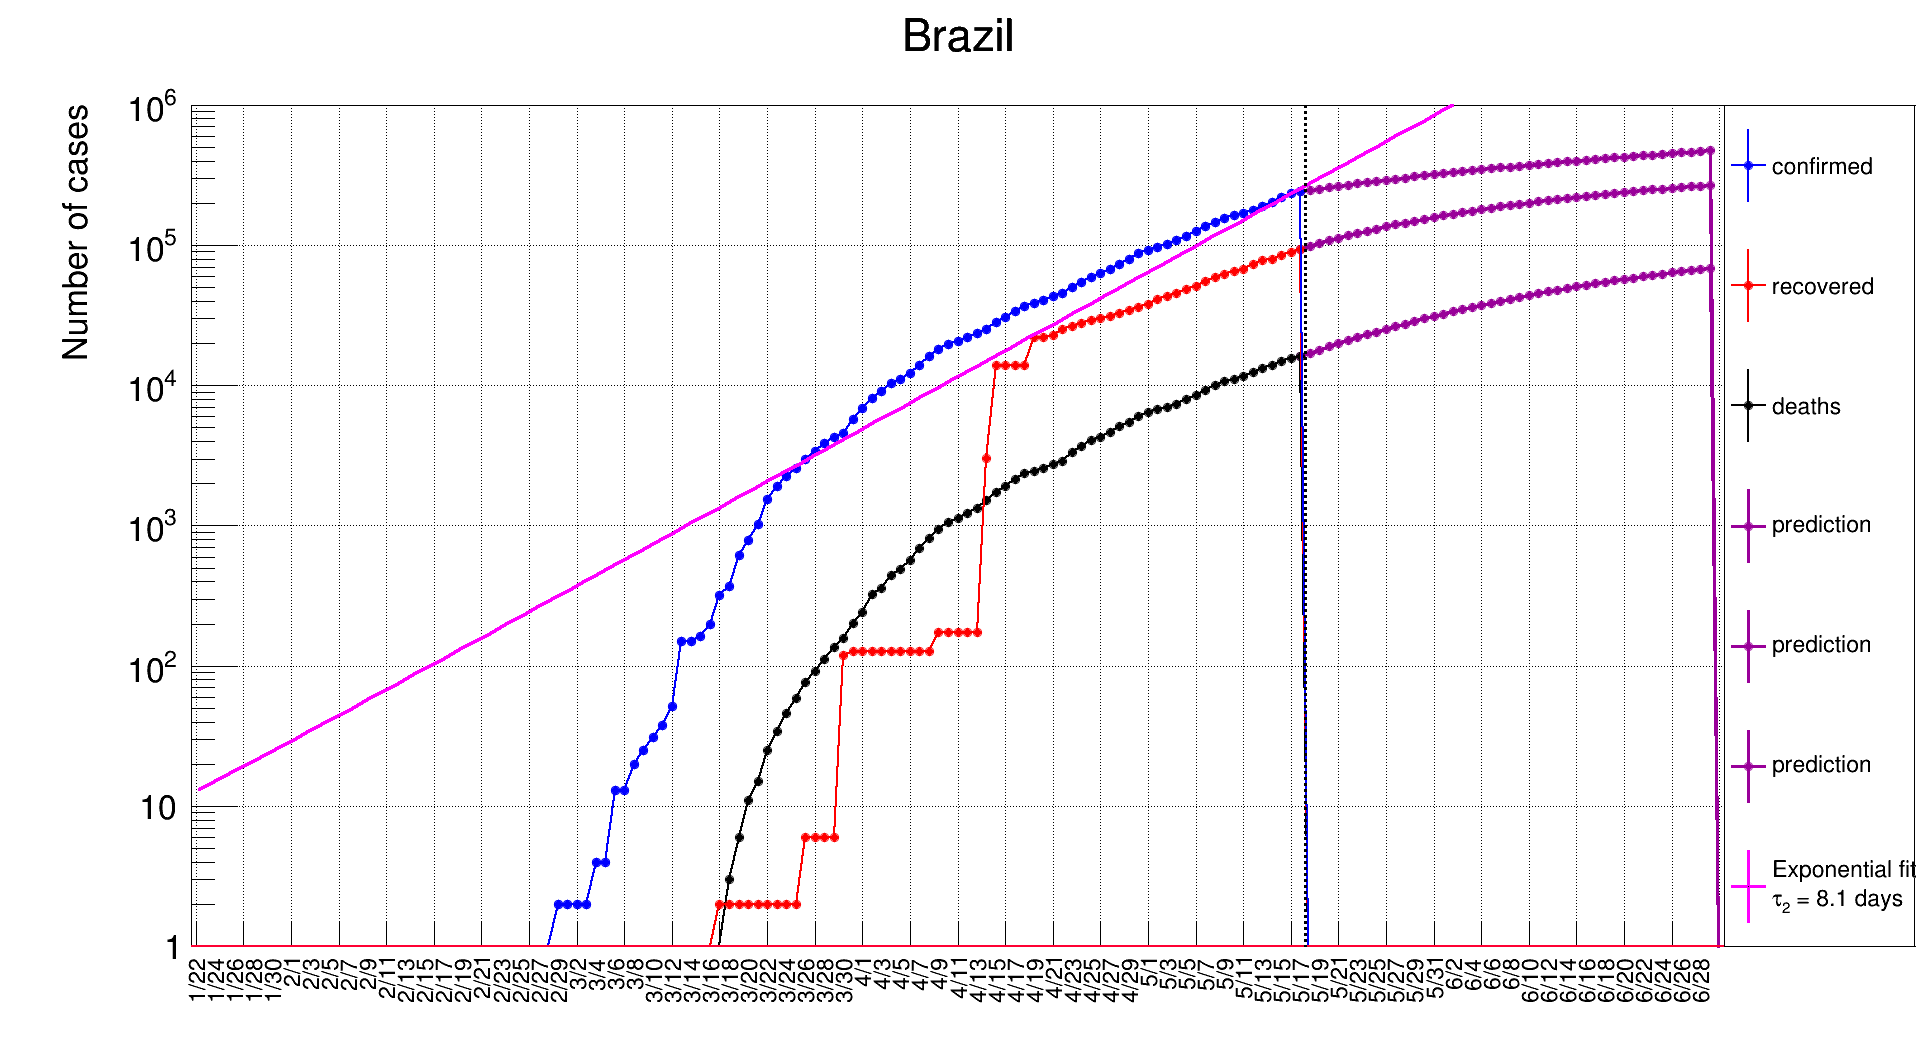 Brazil
Number of cases
10^6
10^5
10^4
10^3
10^2
10
1
1/22 1/24 1/26 1/28 1/30 2/1 2/3 2/5 2/7 2/9 2/11 2/13 2/15 2/17 2/19 2/21 2/23 2/25 2/27 2/29 3/2 3/4 3/6 3/8 3/10 3/12 3/14 3/16 3/18 3/20 3/22 3/24 3/26 3/28 3/30 4/1 4/3 4/5 4/7 4/9 4/11 4/13 4/15 4/17 4/19 4/21 4/23 4/25 4/27 4/29 5/1 5/3 5/5 5/7 5/9 5/11 5/13 5/15 5/17 5/19 5/21 5/23 5/25 5/27 5/29 5/31 6/2 6/4 6/6 6/8 6/10 6/12 6/14 6/16 6/18 6/20 6/22 6/24 6/26 6/28
confirmed
recovered
deaths
prediction
prediction
prediction
Exponential fit
τ₂ = 8.1 days